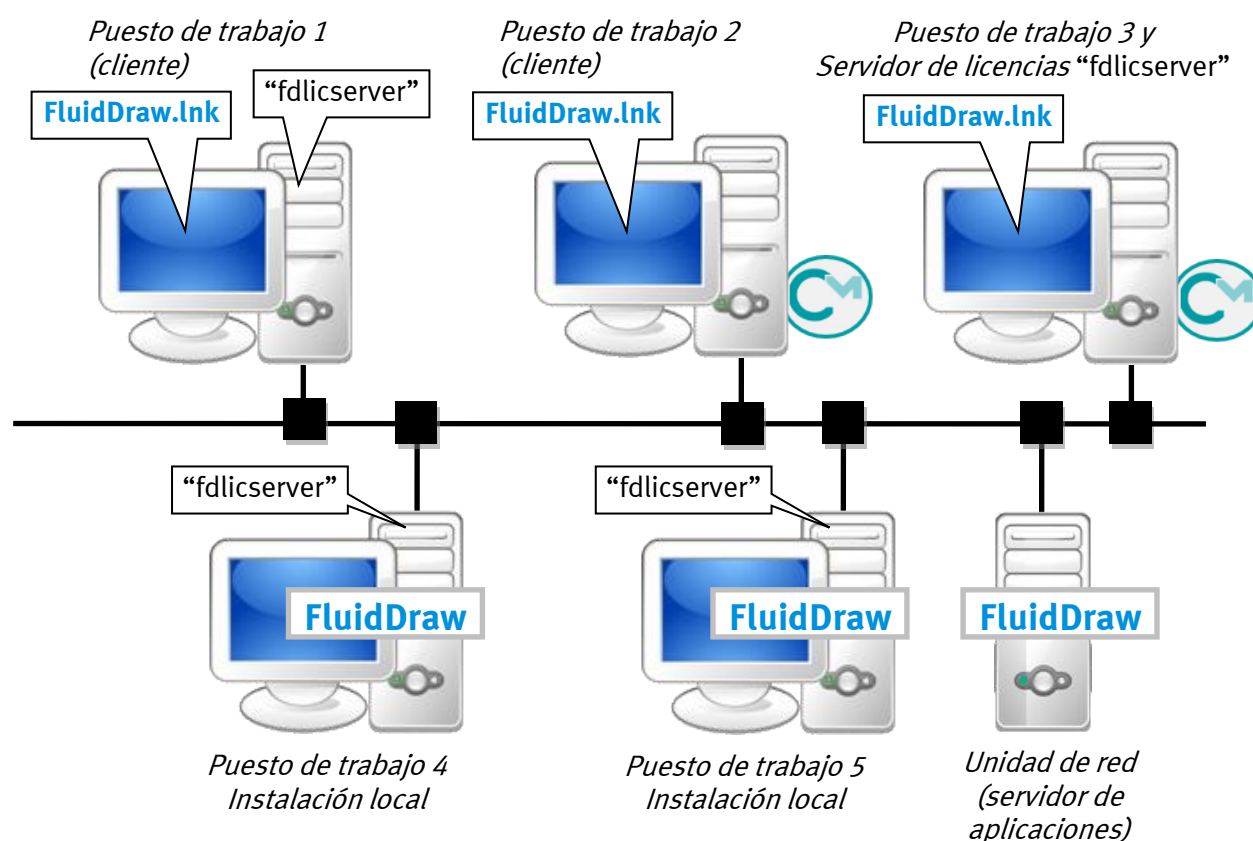 Puesto de trabajo 1
(cliente)
FluidDraw.lnk
“fdlicserver”
Puesto de trabajo 2
(cliente)
FluidDraw.lnk
CM
Puesto de trabajo 3 y
Servidor de licencias “fdlicserver”
FluidDraw.lnk
CM
“fdlicserver”
FluidDraw
Puesto de trabajo 4
Instalación local
“fdlicserver”
FluidDraw
Puesto de trabajo 5
Instalación local
FluidDraw
Unidad de red
(servidor de
aplicaciones)